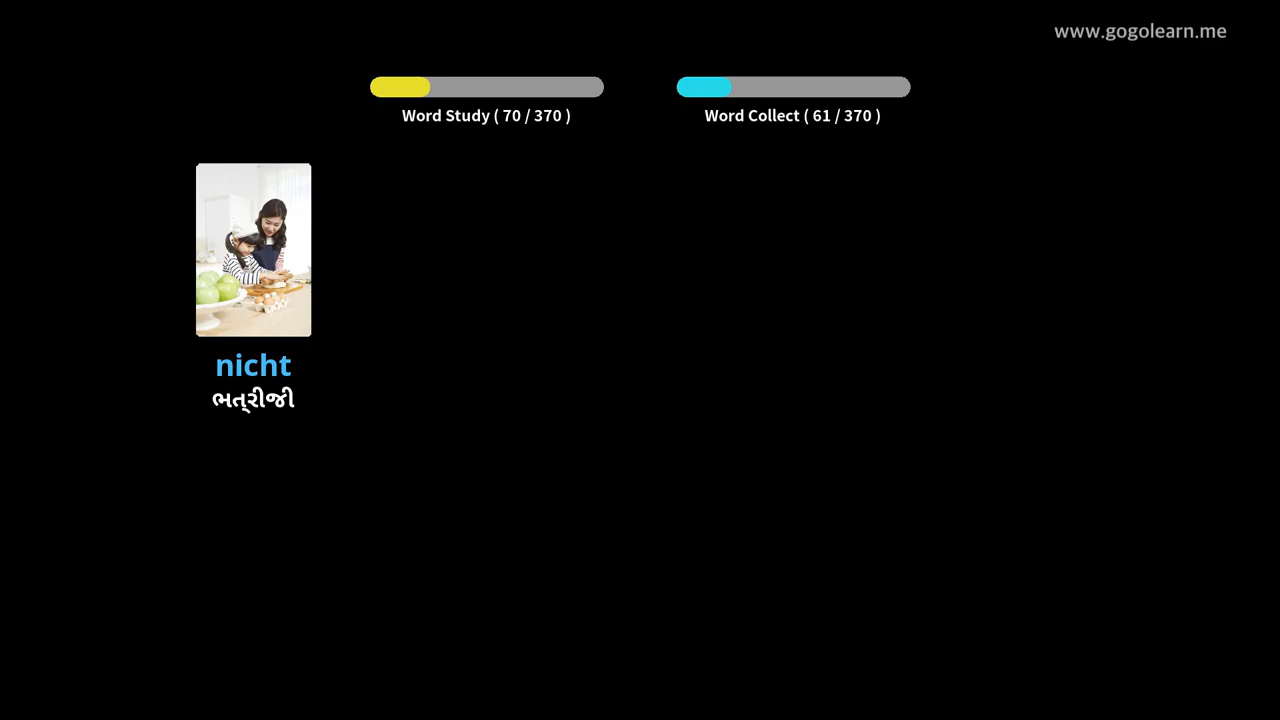 www.gogolearn.me
Word Study ( 70 / 370 )
Word Collect ( 61 / 370 )
nicht
ભત્રીજી